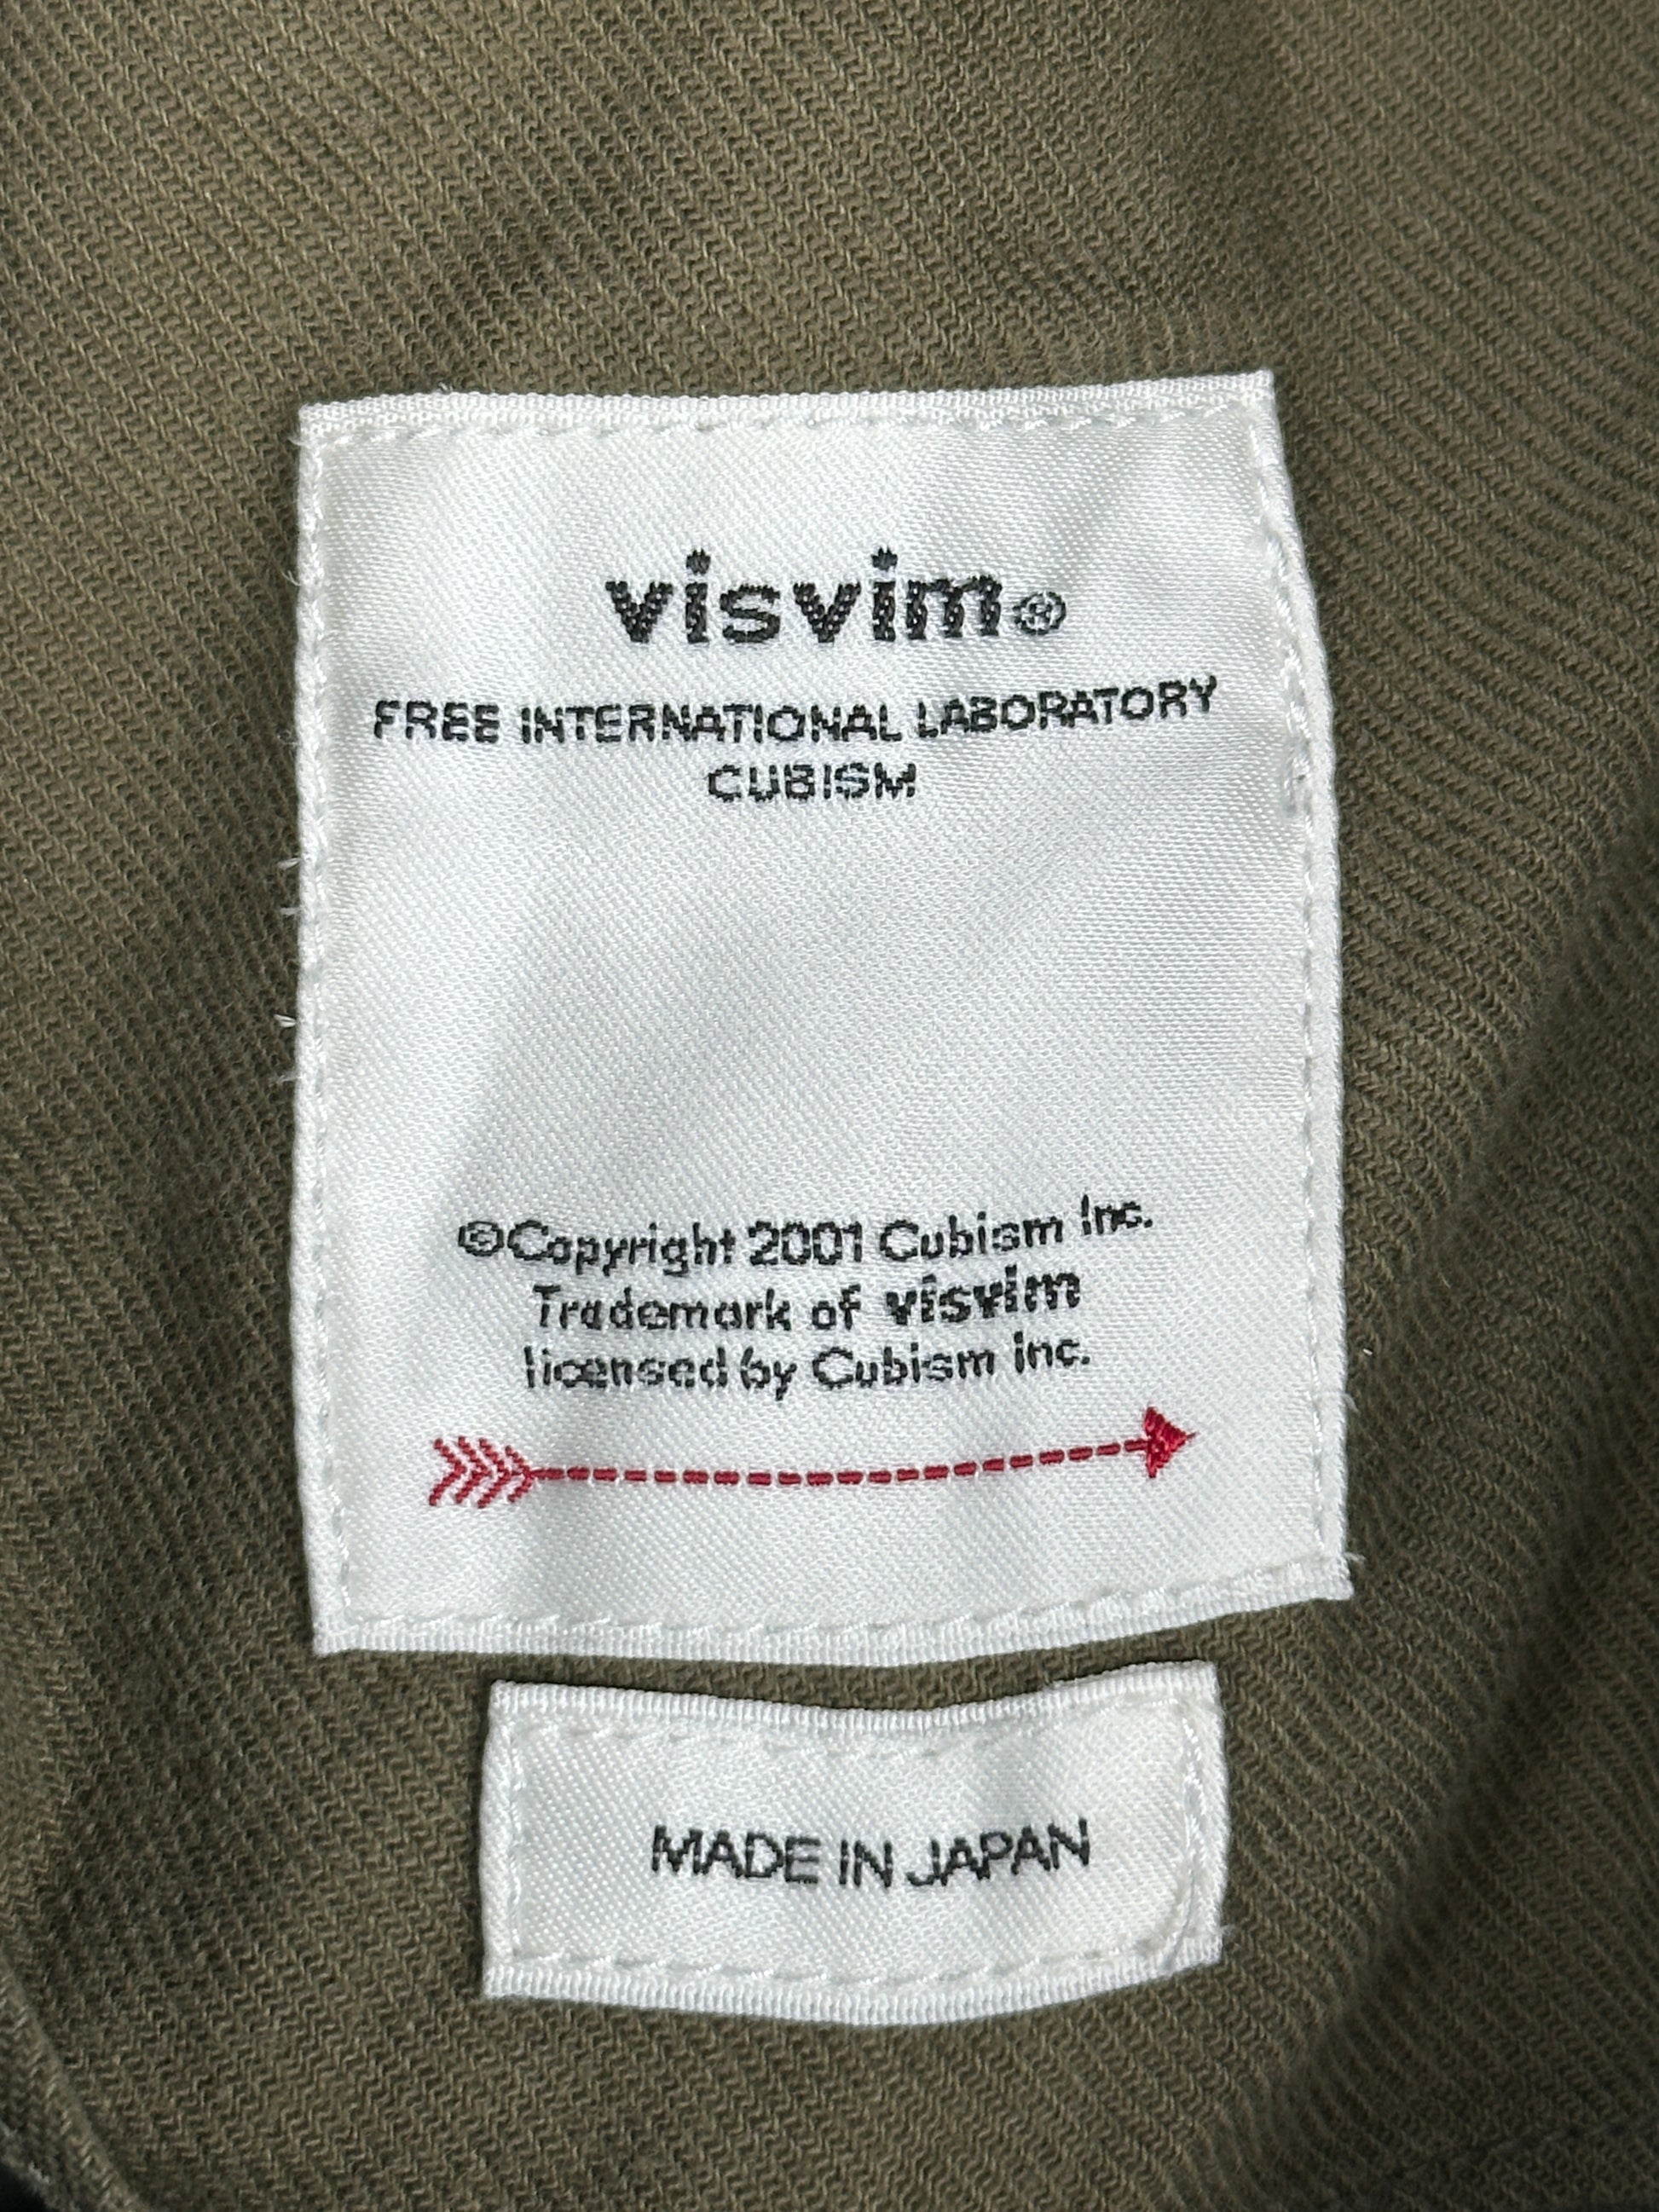 visvim®
FREE INTERNATIONAL LABORATORY
CUBISM
©Copyright 2001 Cubism Inc.
Trademark of visvim
licensed by Cubism inc.
MADE IN JAPAN